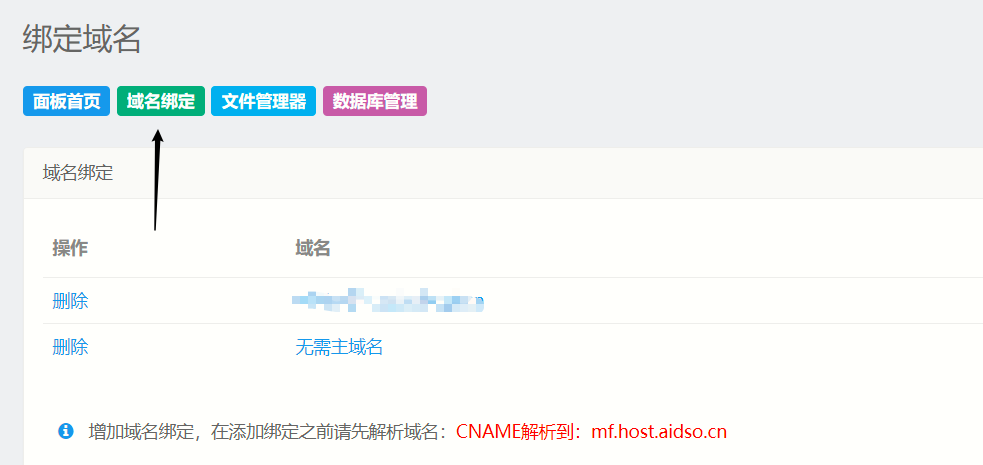 绑定域名
面板首页 域名绑定 文件管理器 数据库管理
域名绑定
操作 域名
删除
删除 无需主域名
增加域名绑定，在添加绑定之前请先解析域名：CNAME解析到：mf.host.aidso.cn